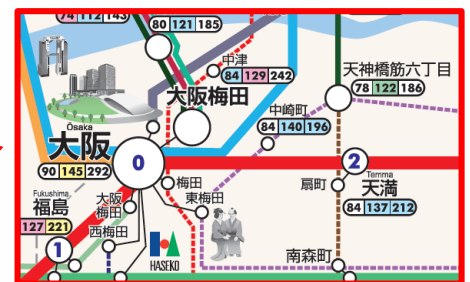 74 112 143
80 121 185
中津
84 129 242
大阪梅田
天神橋筋六丁目
78 122 186
中崎町
84 140 196
Ōsaka
大阪
0
90 145 292
2
Temma
天満
84 137 212
扇町
梅田
大阪
梅田
東梅田
Fukushima
福島
127 221
1
西梅田
HASEKO
南森町